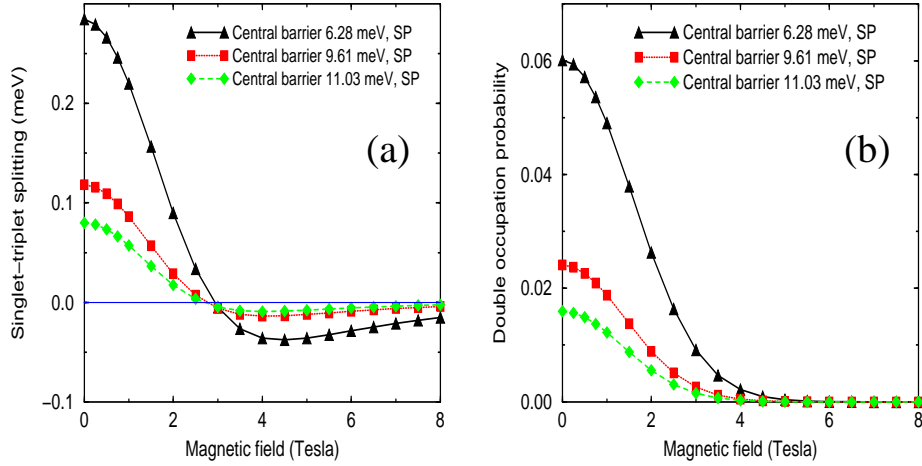 Central barrier 6.28 meV, SP
Central barrier 9.61 meV, SP
Central barrier 11.03 meV, SP
(a)
0.2
0.1
0.0
−0.1
Singlet−triplet splitting (meV)
0
2
4
6
8
Magnetic field (Tesla)
Central barrier 6.28 meV, SP
Central barrier 9.61 meV, SP
Central barrier 11.03 meV, SP
(b)
0.06
0.04
0.02
0.00
Double occupation probability
0
2
4
6
8
Magnetic field (Tesla)